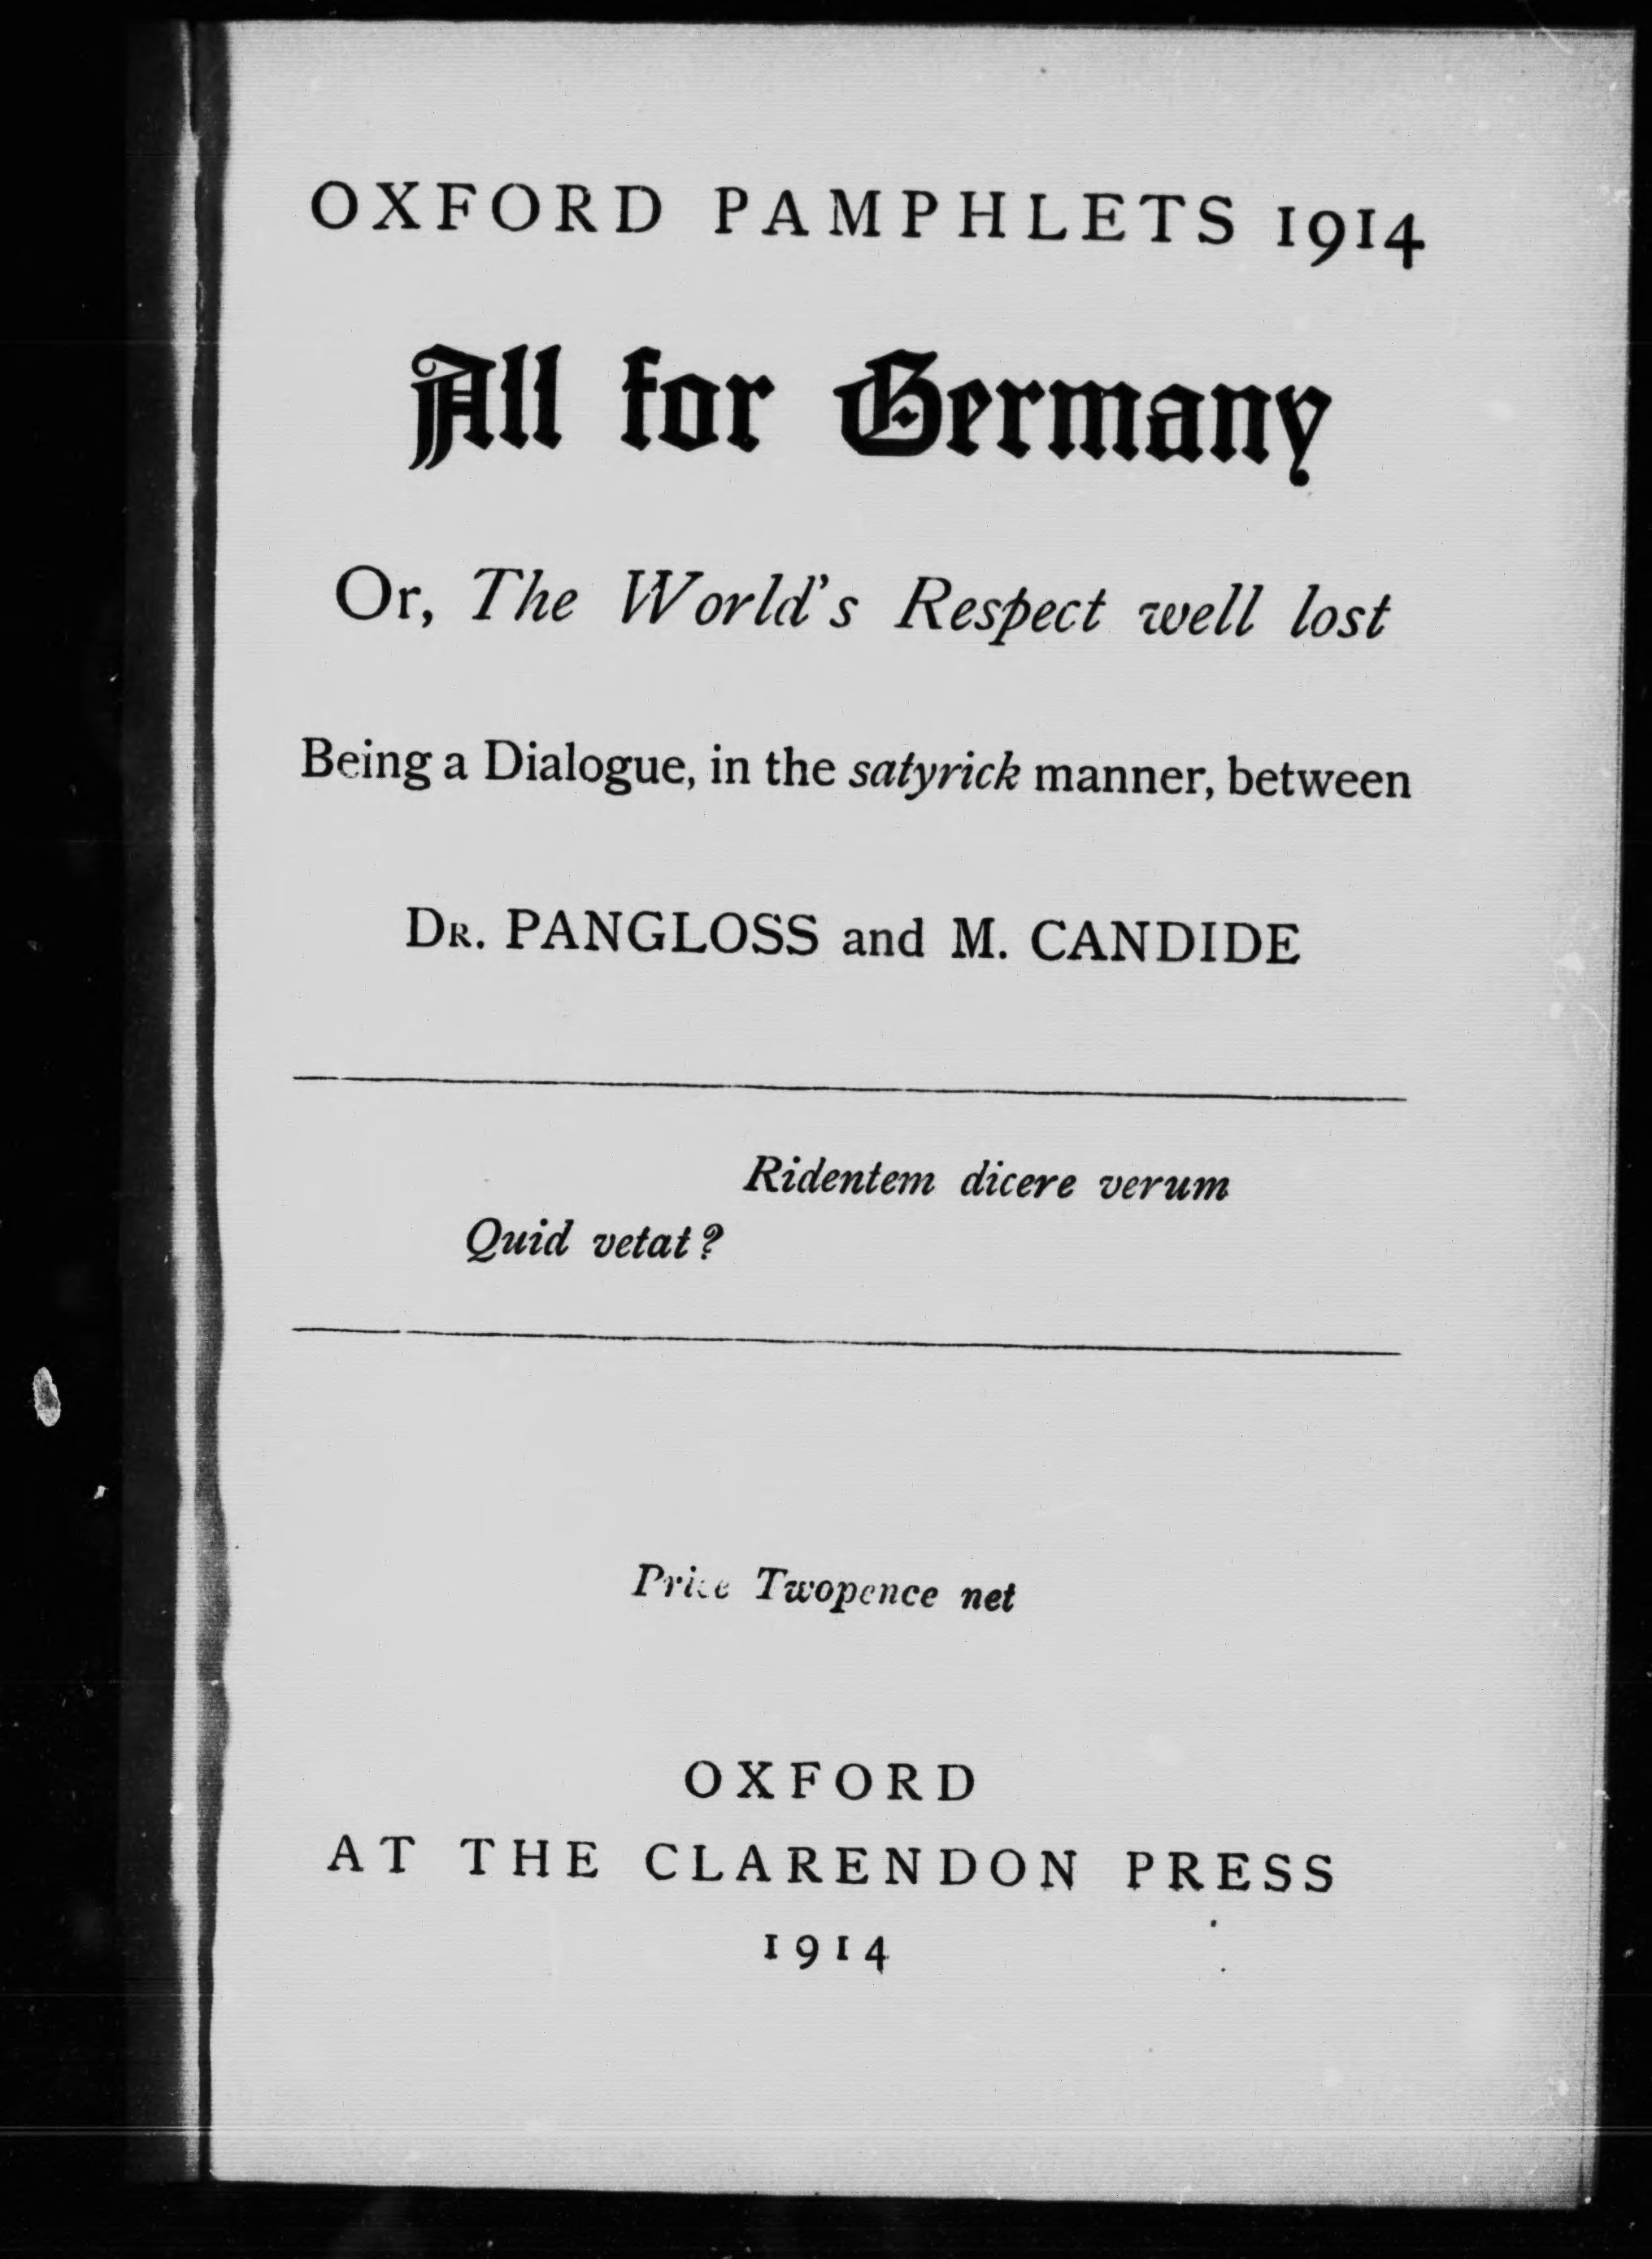 OXFORD PAMPHLETS 1914
All for Germany
Or, The World's Respect well lost
Being a Dialogue, in the satyrick manner, between
DR. PANGLOSS and M. CANDIDE
Ridentem dicere verum
Quid vetat?
Price Twopence net
OXFORD
AT THE CLARENDON PRESS
1914